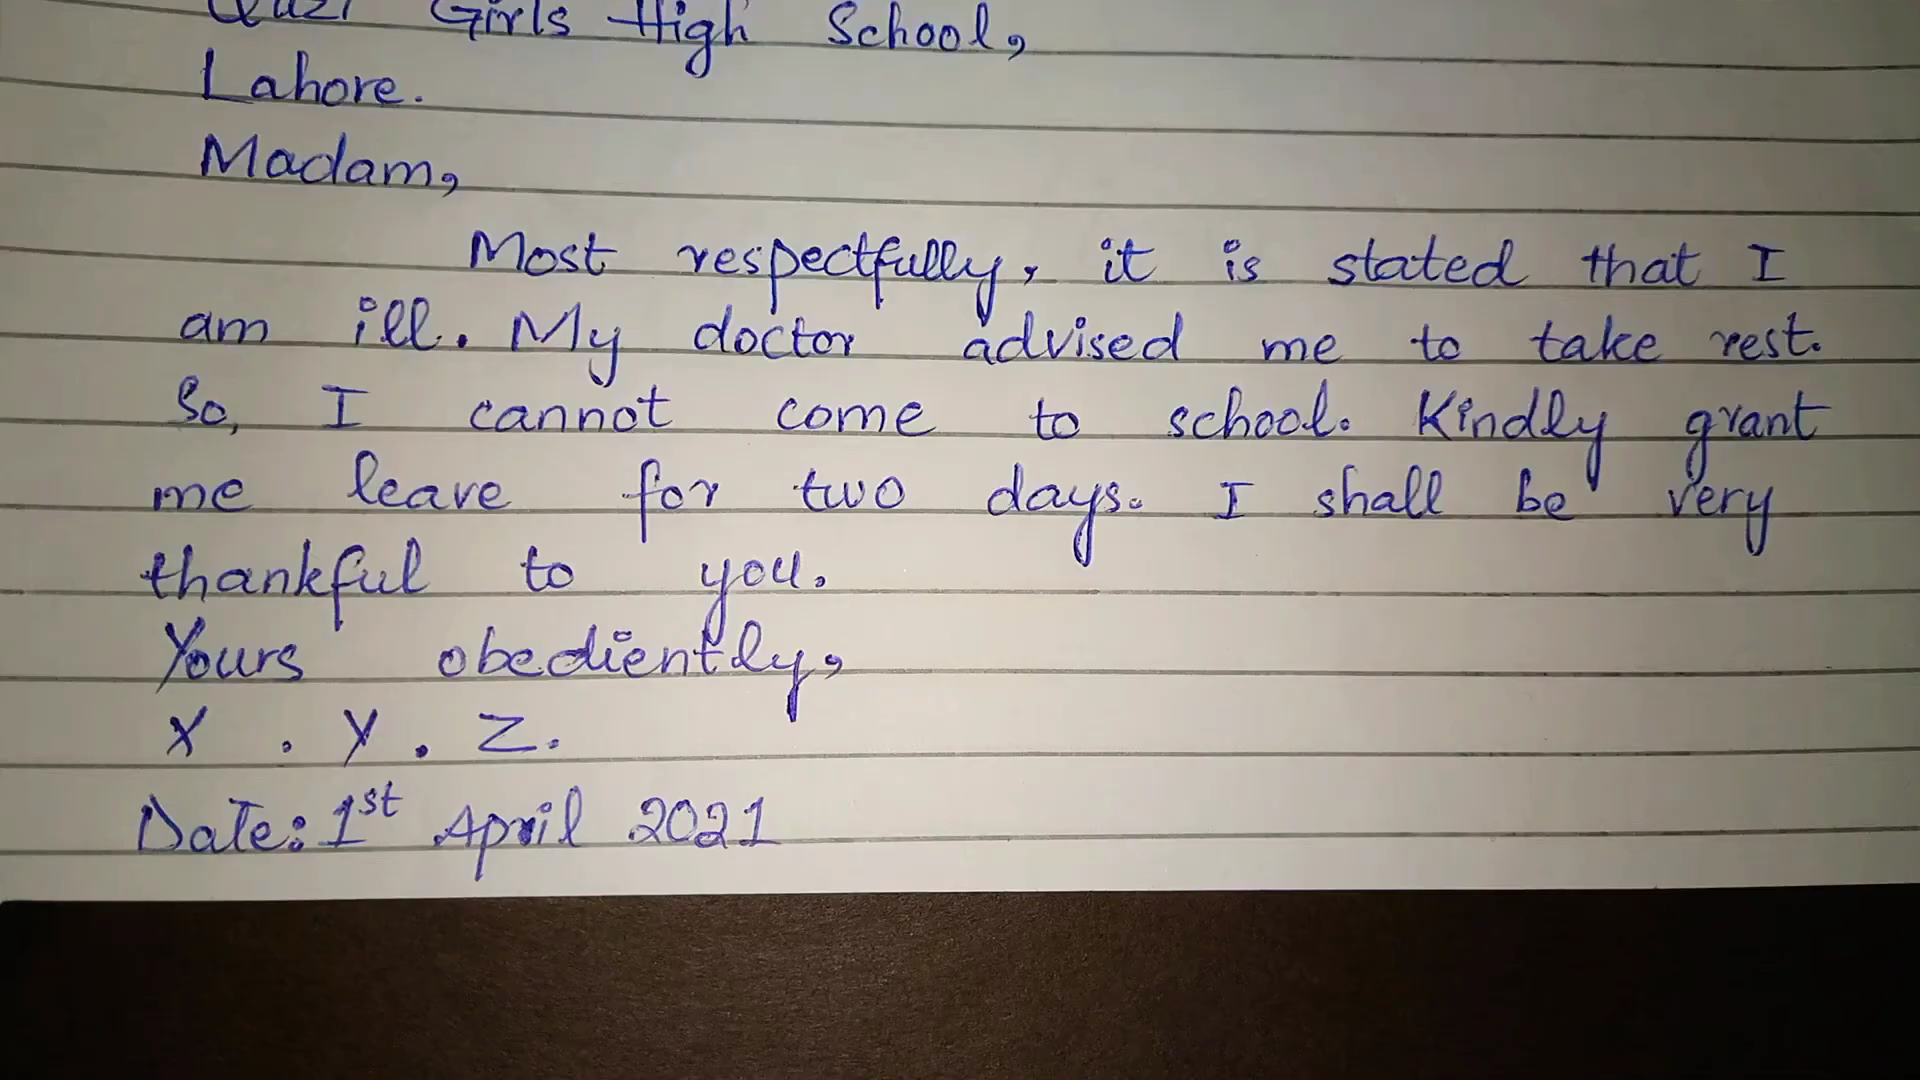 Quzi Girls High School,
Lahore.
Madam,
Most respectfully, it is stated that I
am ill. My doctor advised me to take rest.
So, I cannot come to school. Kindly grant
me leave for two days. I shall be very
thankful to you.
Yours obediently,
X . Y . Z.
Date: 1st April 2021